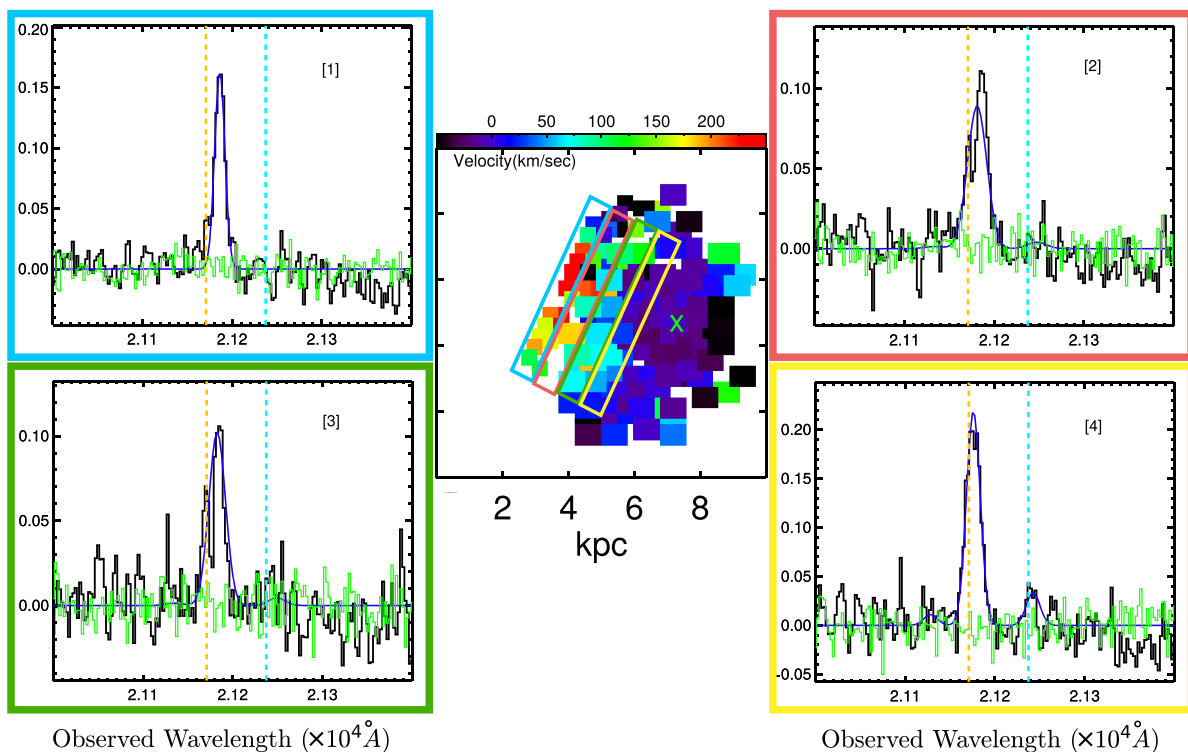 0.20
0.15
0.10
0.05
0.00
[1]
2.11 2.12 2.13
0.10
0.05
0.00
[2]
2.11 2.12 2.13
0 50 100 150 200
Velocity(km/sec)
X
2 4 6 8
kpc
0.10
0.05
0.00
[3]
2.11 2.12 2.13
0.20
0.15
0.10
0.05
0.00
-0.05
[4]
2.11 2.12 2.13
Observed Wavelength (×10⁴Å)
Observed Wavelength (×10⁴Å)